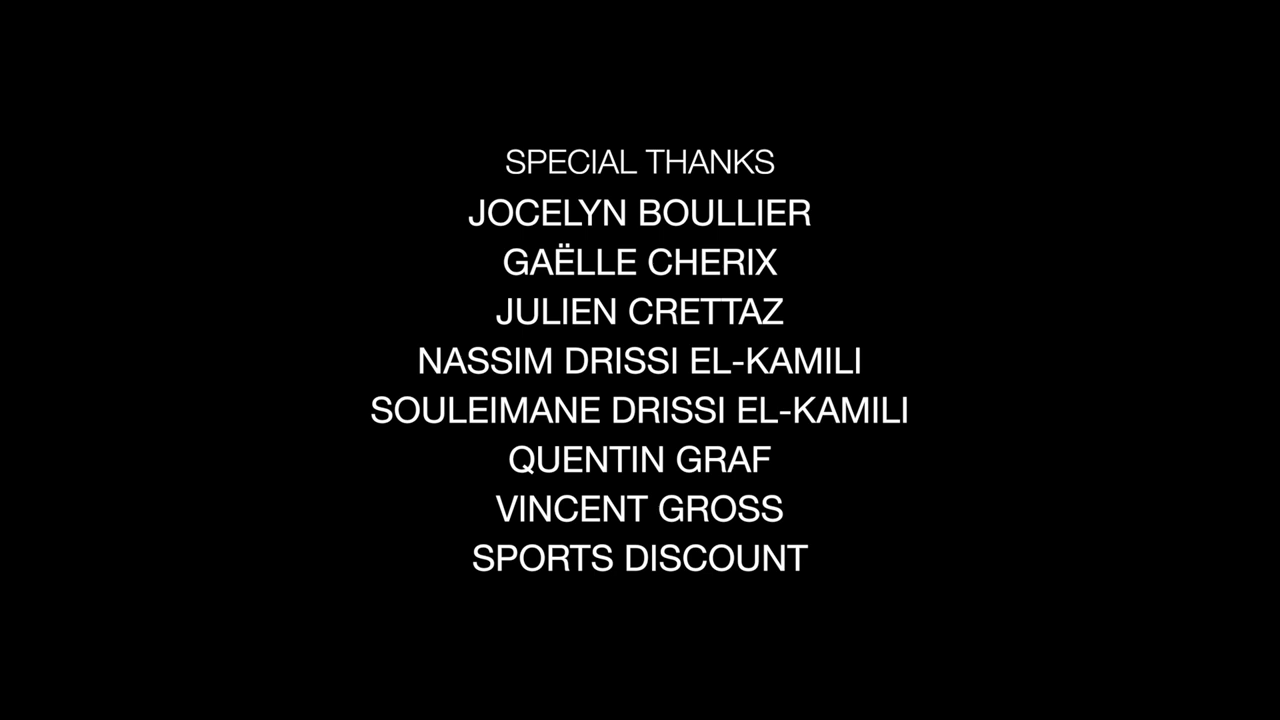 SPECIAL THANKS
JOCELYN BOULLIER
GAËLLE CHERIX
JULIEN CRETTAZ
NASSIM DRISSI EL-KAMILI
SOULEIMANE DRISSI EL-KAMILI
QUENTIN GRAF
VINCENT GROSS
SPORTS DISCOUNT